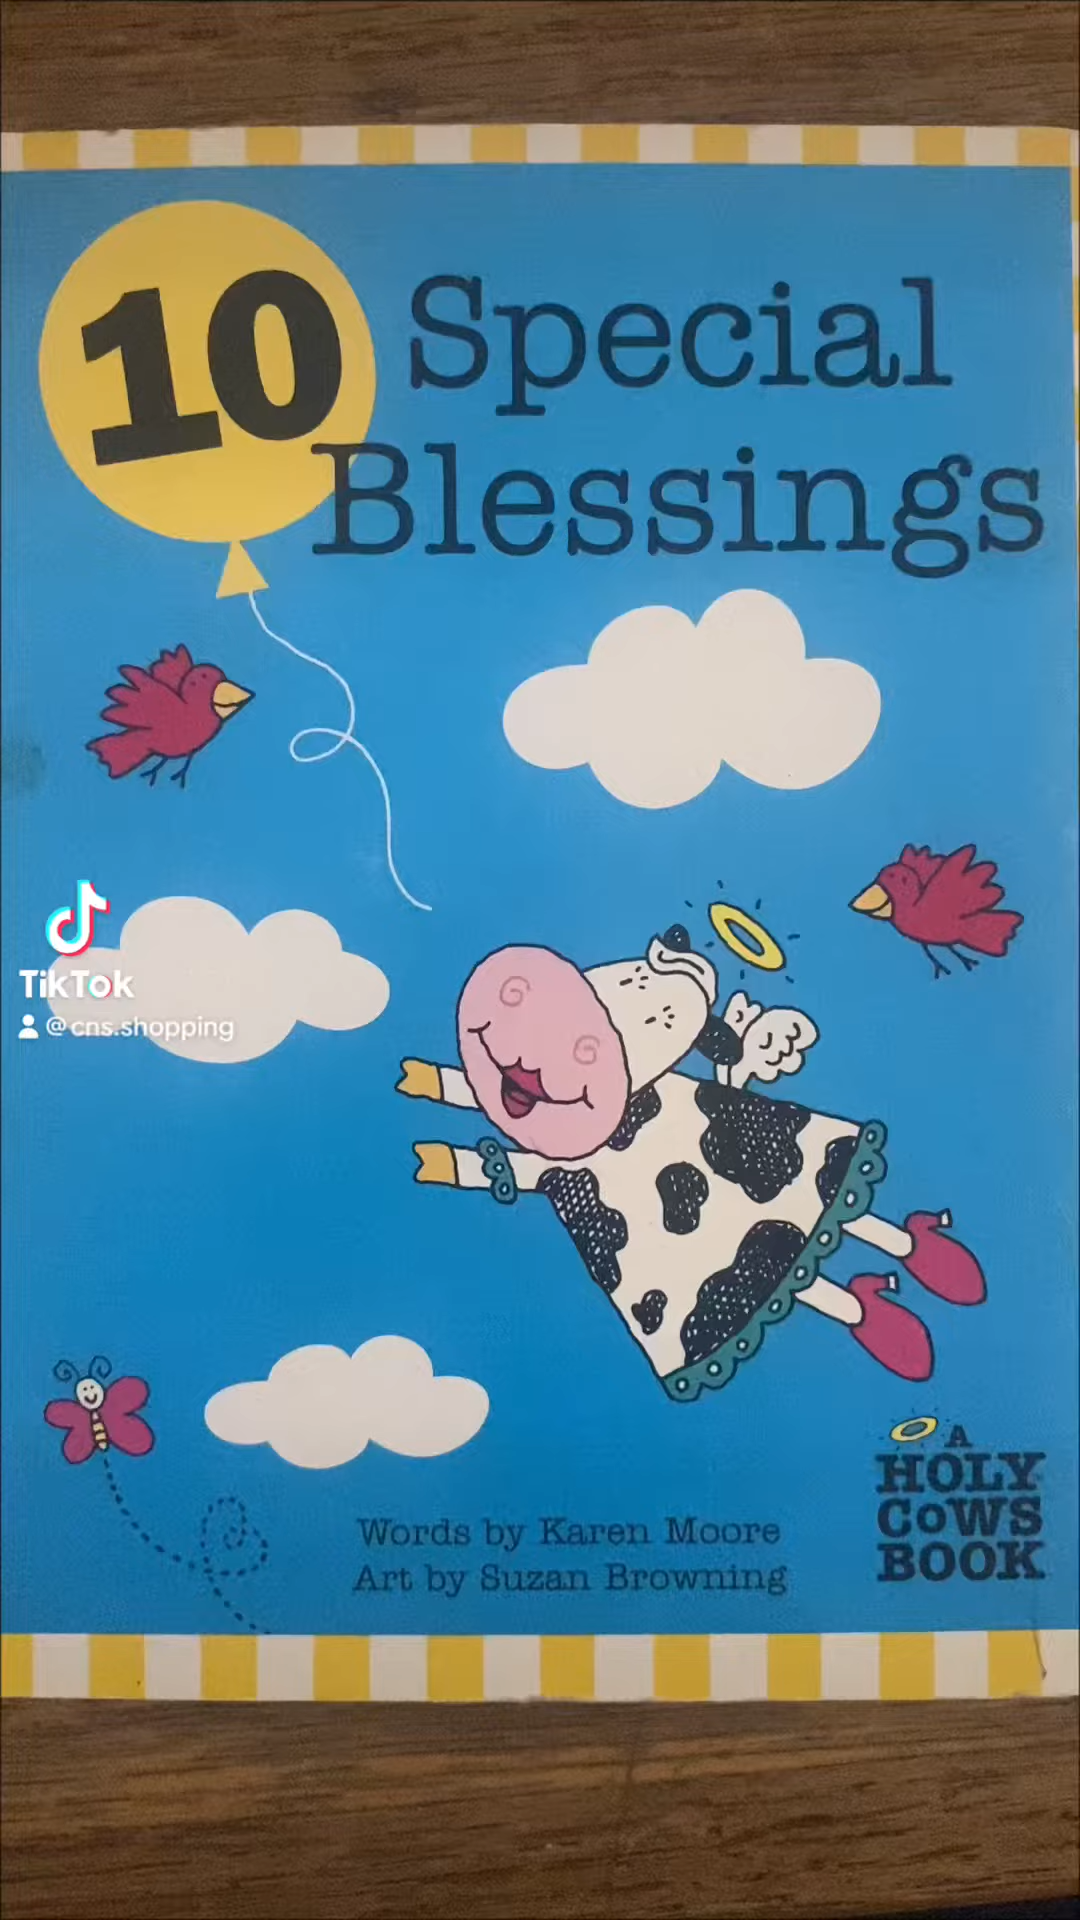 10 Special
Blessings
TikTok
@cns.shopping
Words by Karen Moore
Art by Suzan Browning
A
HOLY
COWS
BOOK